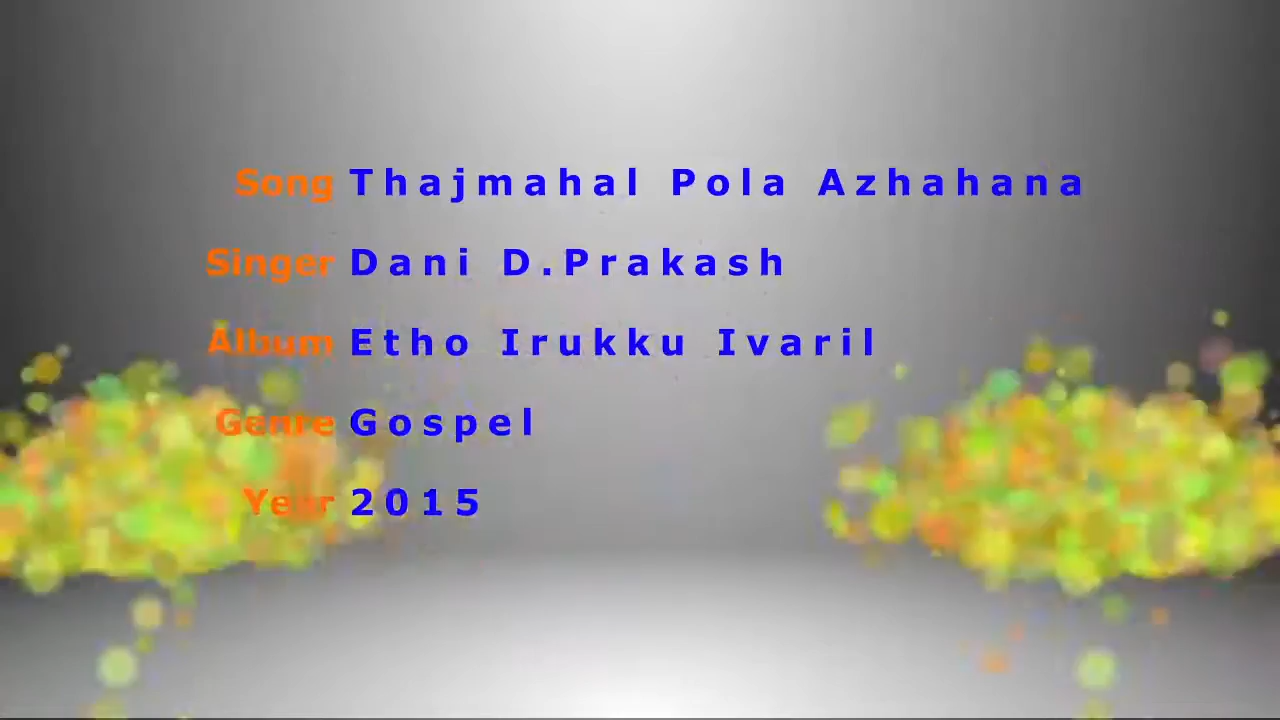 Song Thajmahal Pola Azhahana
Singer Dani D.Prakash
Album Etho Irukku Ivaril
Genre Gospel
Year 2015